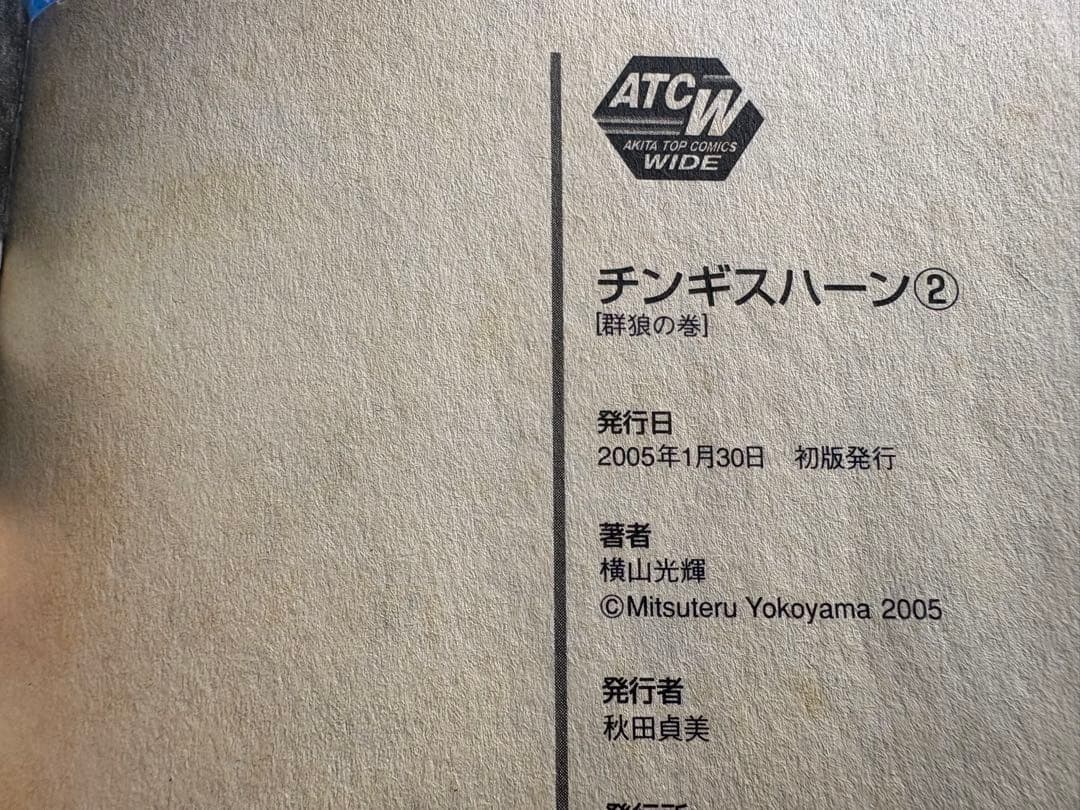 ATCW
AKITA TOP COMICS
WIDE
チンギスハーン②
[群狼の巻]
発行日
2005年1月30日　初版発行
著者
横山光輝
©Mitsuteru Yokoyama 2005
発行者
秋田貞美